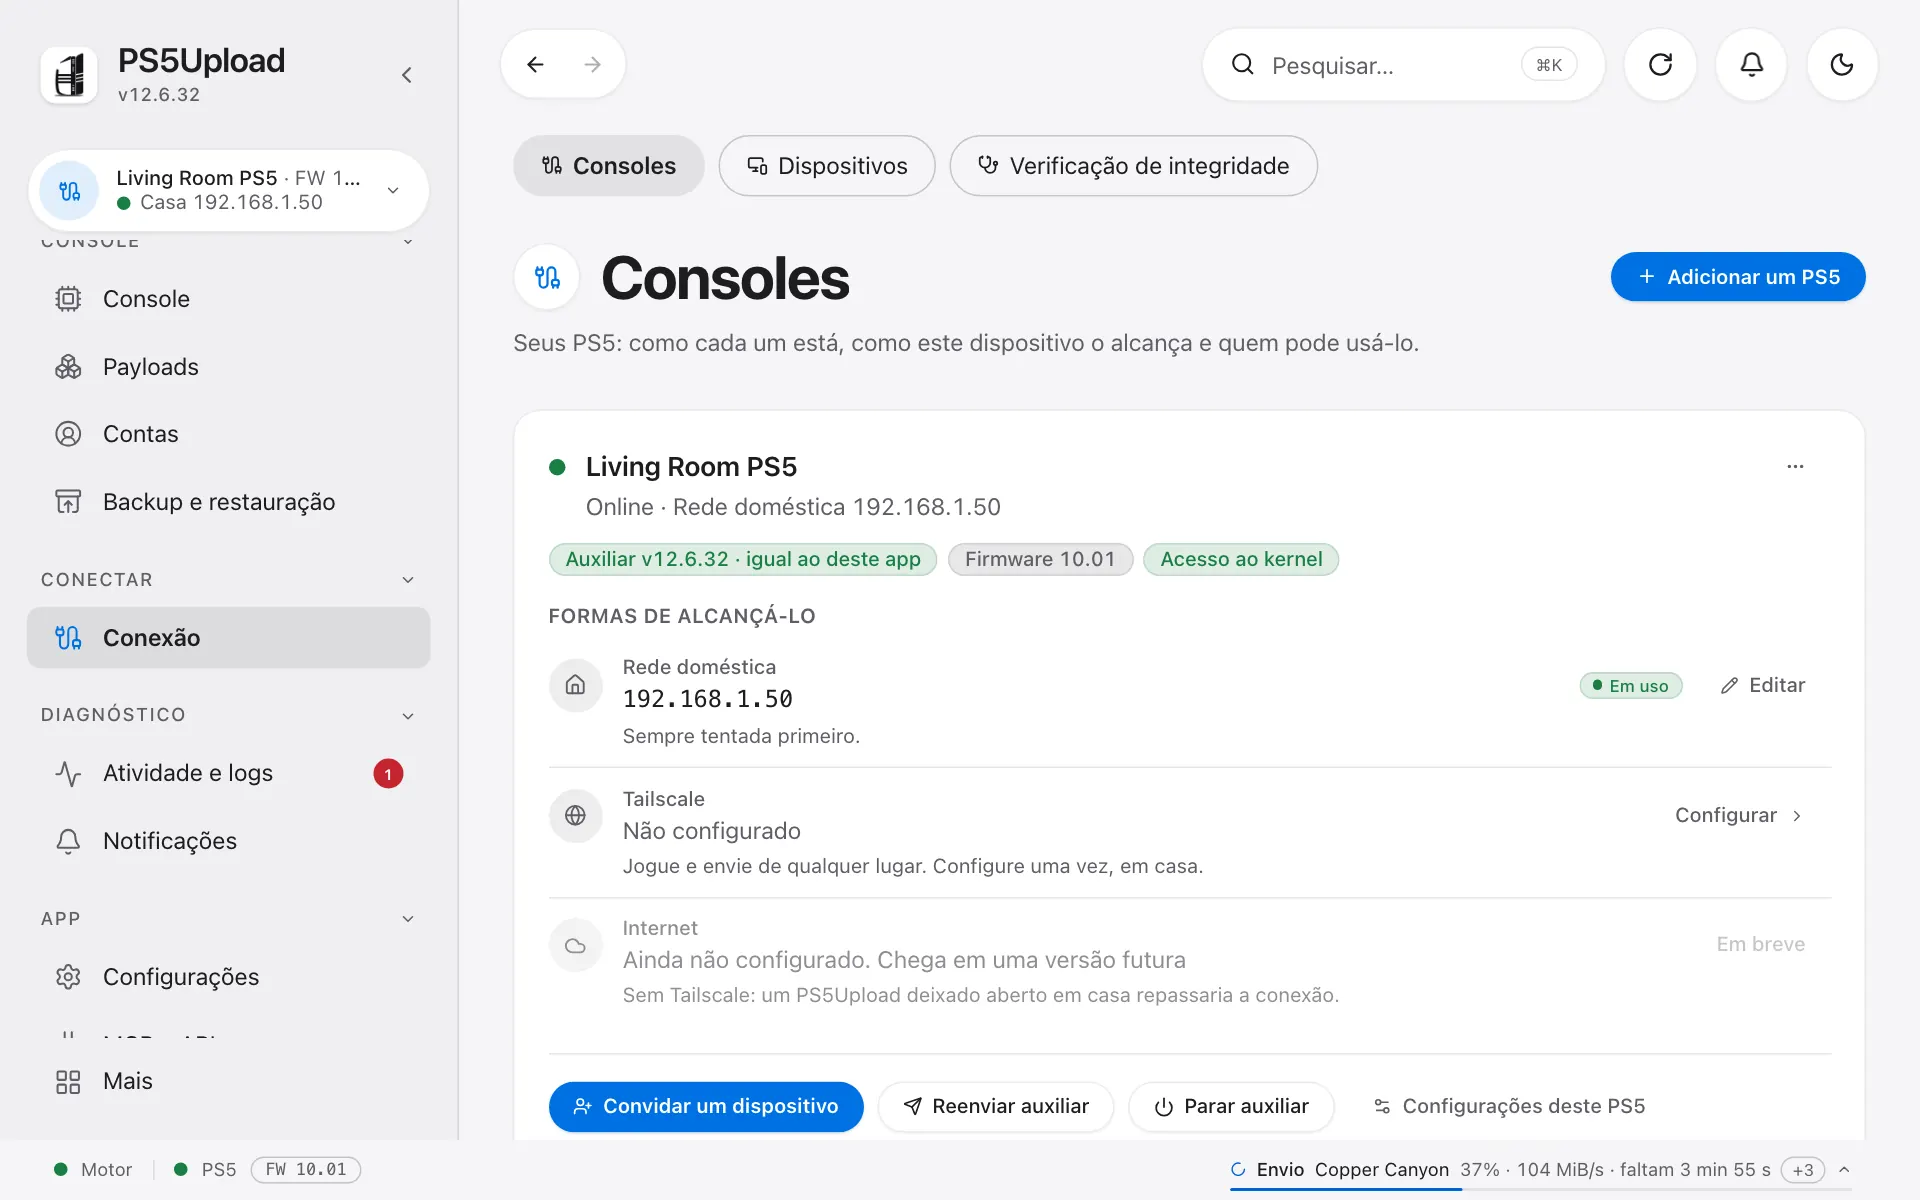 PS5Upload
v12.6.32
Living Room PS5 · FW 1...
Casa 192.168.1.50
CONSOLE
Console
Payloads
Contas
Backup e restauração
CONECTAR
Conexão
DIAGNÓSTICO
Atividade e logs
1
Notificações
APP
Configurações
Mais
Pesquisar...
⌘K
Consoles
Dispositivos
Verificação de integridade
Consoles
Adicionar um PS5
Seus PS5: como cada um está, como este dispositivo o alcança e quem pode usá-lo.
Living Room PS5
Online · Rede doméstica 192.168.1.50
Auxiliar v12.6.32 · igual ao deste app
Firmware 10.01
Acesso ao kernel
FORMAS DE ALCANÇÁ-LO
Rede doméstica
192.168.1.50
Sempre tentada primeiro.
Em uso
Editar
Tailscale
Não configurado
Jogue e envie de qualquer lugar. Configure uma vez, em casa.
Configurar
Internet
Ainda não configurado. Chega em uma versão futura
Sem Tailscale: um PS5Upload deixado aberto em casa repassaria a conexão.
Em breve
Convidar um dispositivo
Reenviar auxiliar
Parar auxiliar
Configurações deste PS5
Motor
PS5
FW 10.01
Envio Copper Canyon 37% · 104 MiB/s · faltam 3 min 55 s
+3